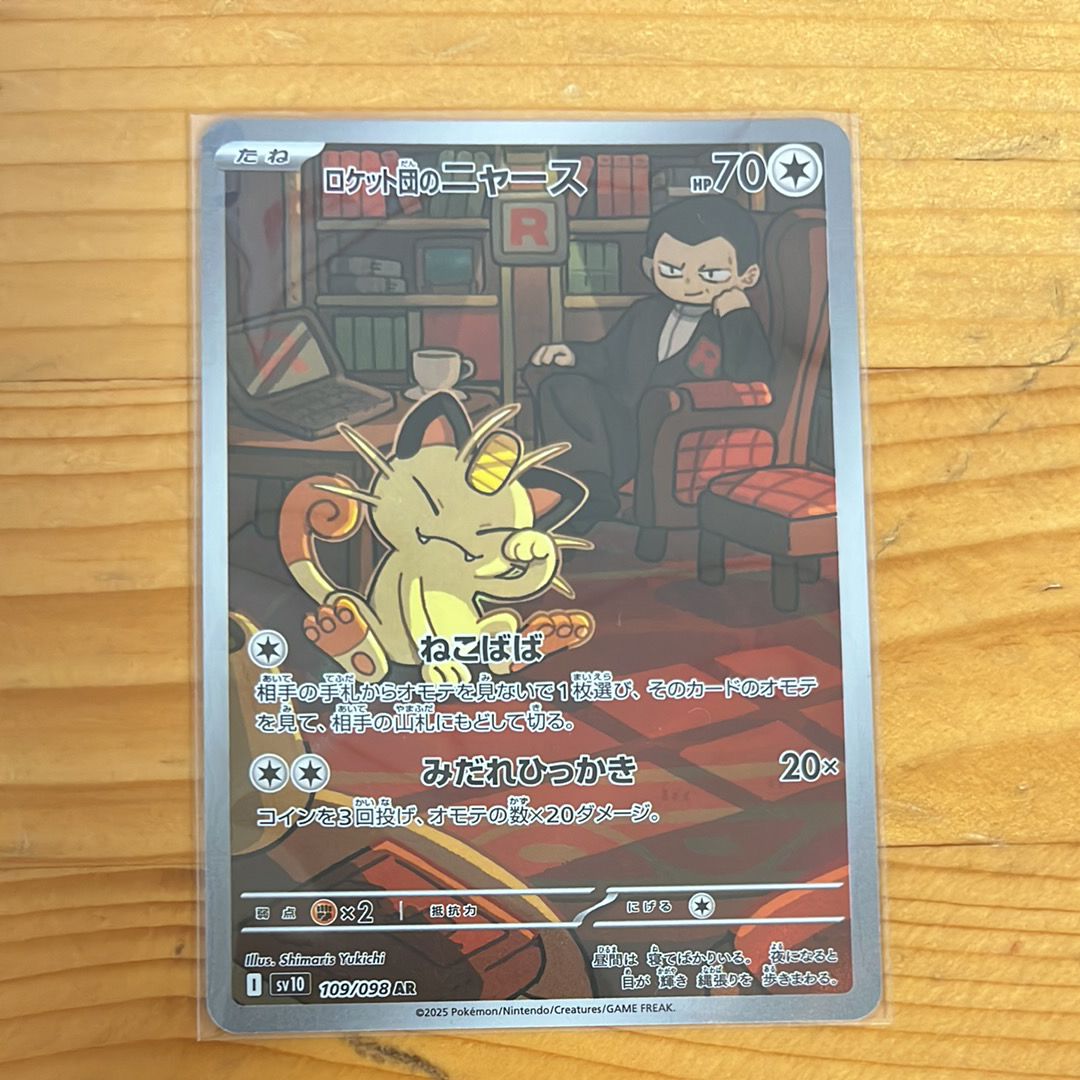 たね
ロケット団のニャース
HP70
R
R
ねこばば
相手の手札からオモテを見ないで1枚選び、そのカードのオモテ
を見て、相手の山札にもどして切る。
みだれひっかき 20×
コインを3回投げ、オモテの数×20ダメージ。
弱点 ×2 抵抗力 にげる
Illus. Shimaris Yukichi
I sv10 109/098 AR
昼間は 寝てばかりいる。 夜になると
目が 輝き 縄張りを 歩きまわる。
©2025 Pokémon/Nintendo/Creatures/GAME FREAK.